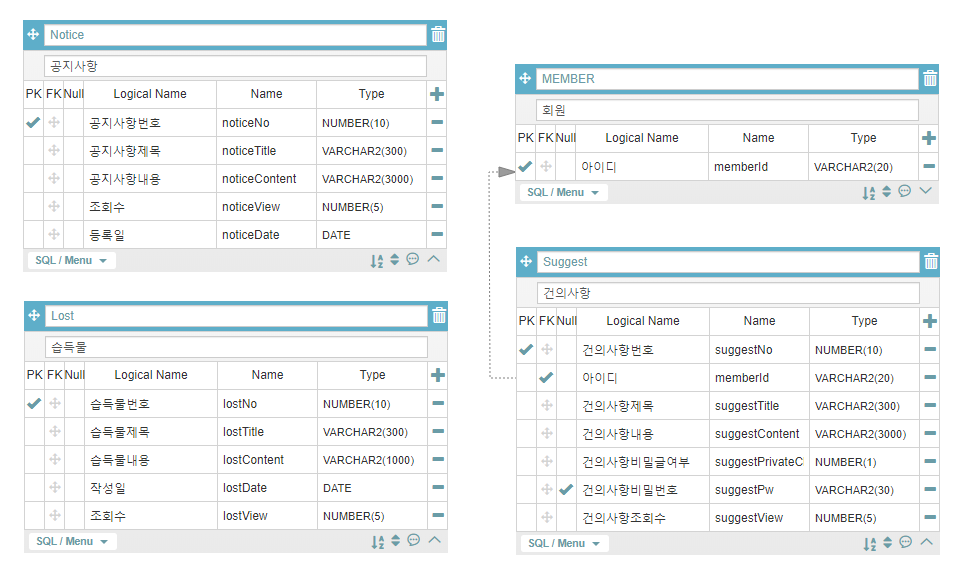 Notice
공지사항
PK FK Null Logical Name Name Type
공지사항번호 noticeNo NUMBER(10)
공지사항제목 noticeTitle VARCHAR2(300)
공지사항내용 noticeContent VARCHAR2(3000)
조회수 noticeView NUMBER(5)
등록일 noticeDate DATE
SQL / Menu
Lost
습득물
PK FK Null Logical Name Name Type
습득물번호 lostNo NUMBER(10)
습득물제목 lostTitle VARCHAR2(300)
습득물내용 lostContent VARCHAR2(1000)
작성일 lostDate DATE
조회수 lostView NUMBER(5)
SQL / Menu
MEMBER
회원
PK FK Null Logical Name Name Type
아이디 memberId VARCHAR2(20)
SQL / Menu
Suggest
건의사항
PK FK Null Logical Name Name Type
건의사항번호 suggestNo NUMBER(10)
아이디 memberId VARCHAR2(20)
건의사항제목 suggestTitle VARCHAR2(300)
건의사항내용 suggestContent VARCHAR2(3000)
건의사항비밀글여부 suggestPrivateC NUMBER(1)
건의사항비밀번호 suggestPw VARCHAR2(30)
건의사항조회수 suggestView NUMBER(5)
SQL / Menu